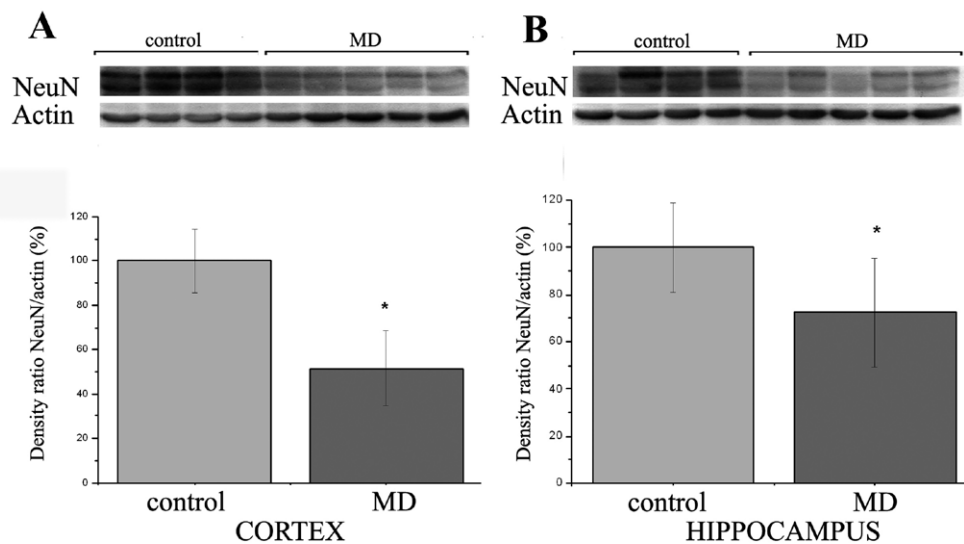 A
control MD
NeuN
Actin
120
100
80
60
40
20
0
Density ratio NeuN/actin (%)
*
control MD
CORTEX
B
control MD
NeuN
Actin
120
100
80
60
40
20
0
Density ratio NeuN/actin (%)
*
control MD
HIPPOCAMPUS